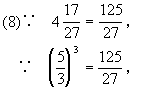 (8)∵ 4 17/27 = 125/27 ,
∵ (5/3)^3 = 125/27 ,